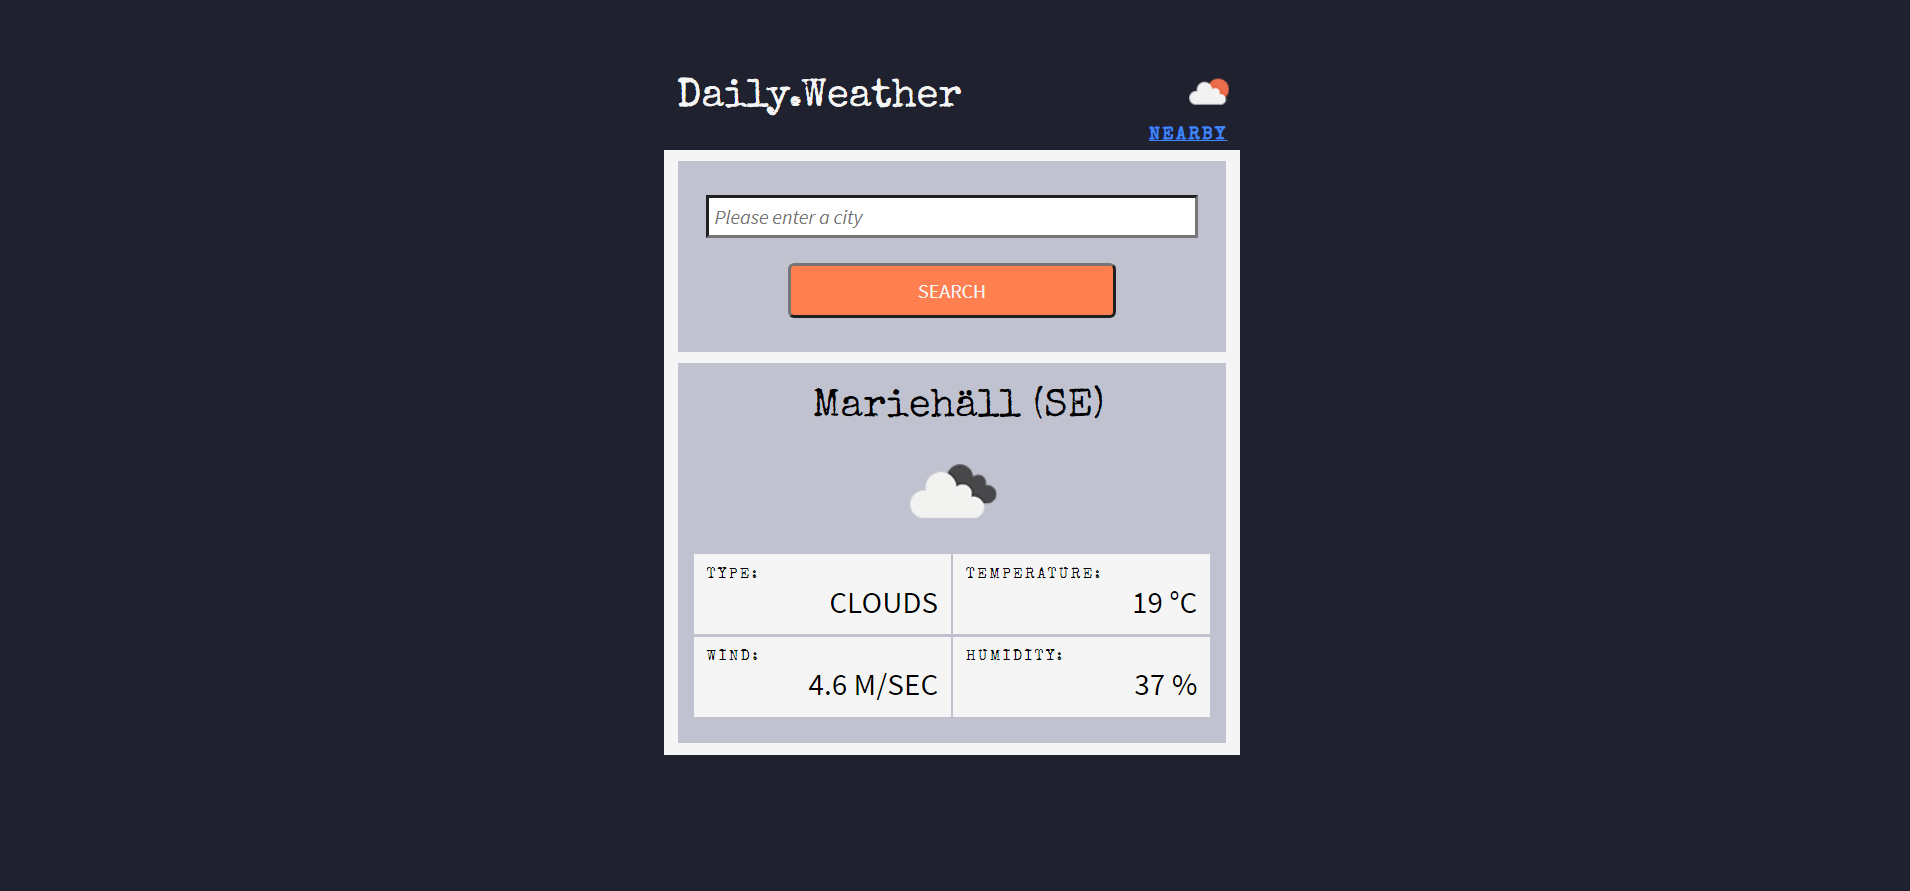 Daily.Weather
NEARBY
Please enter a city
SEARCH
Mariehäll (SE)
TYPE:
CLOUDS
TEMPERATURE:
19 °C
WIND:
4.6 M/SEC
HUMIDITY:
37 %